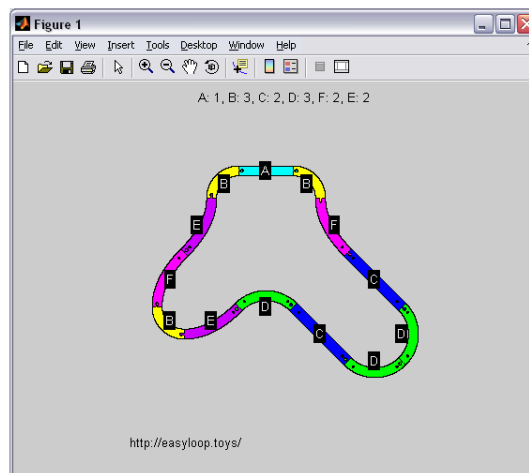 Figure 1
File Edit View Insert Tools Desktop Window Help
A: 1, B: 3, C: 2, D: 3, F: 2, E: 2
A
B B
E F
F C
B E D C D
D
http://easyloop.toys/